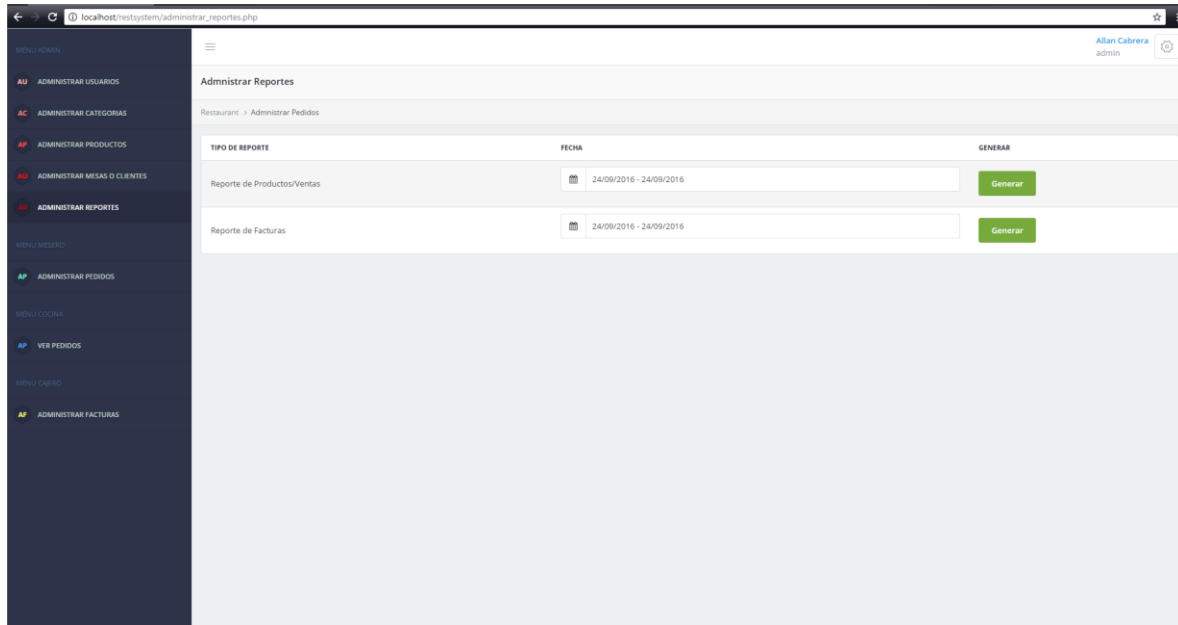 localhost/restsystem/administrar_reportes.php
MENU ADMIN
AU ADMINISTRAR USUARIOS
AC ADMINISTRAR CATEGORIAS
AP ADMINISTRAR PRODUCTOS
AU ADMINISTRAR MESAS O CLIENTES
ADMINISTRAR REPORTES
MENU MESERO
AP ADMINISTRAR PEDIDOS
MENU COCINA
AP VER PEDIDOS
MENU CAJERO
AF ADMINISTRAR FACTURAS
Allan Cabrera
admin
Admnistrar Reportes
Restaurant > Admnistrar Pedidos
TIPO DE REPORTE FECHA GENERAR
Reporte de Productos/Ventas 24/09/2016 - 24/09/2016 Generar
Reporte de Facturas 24/09/2016 - 24/09/2016 Generar